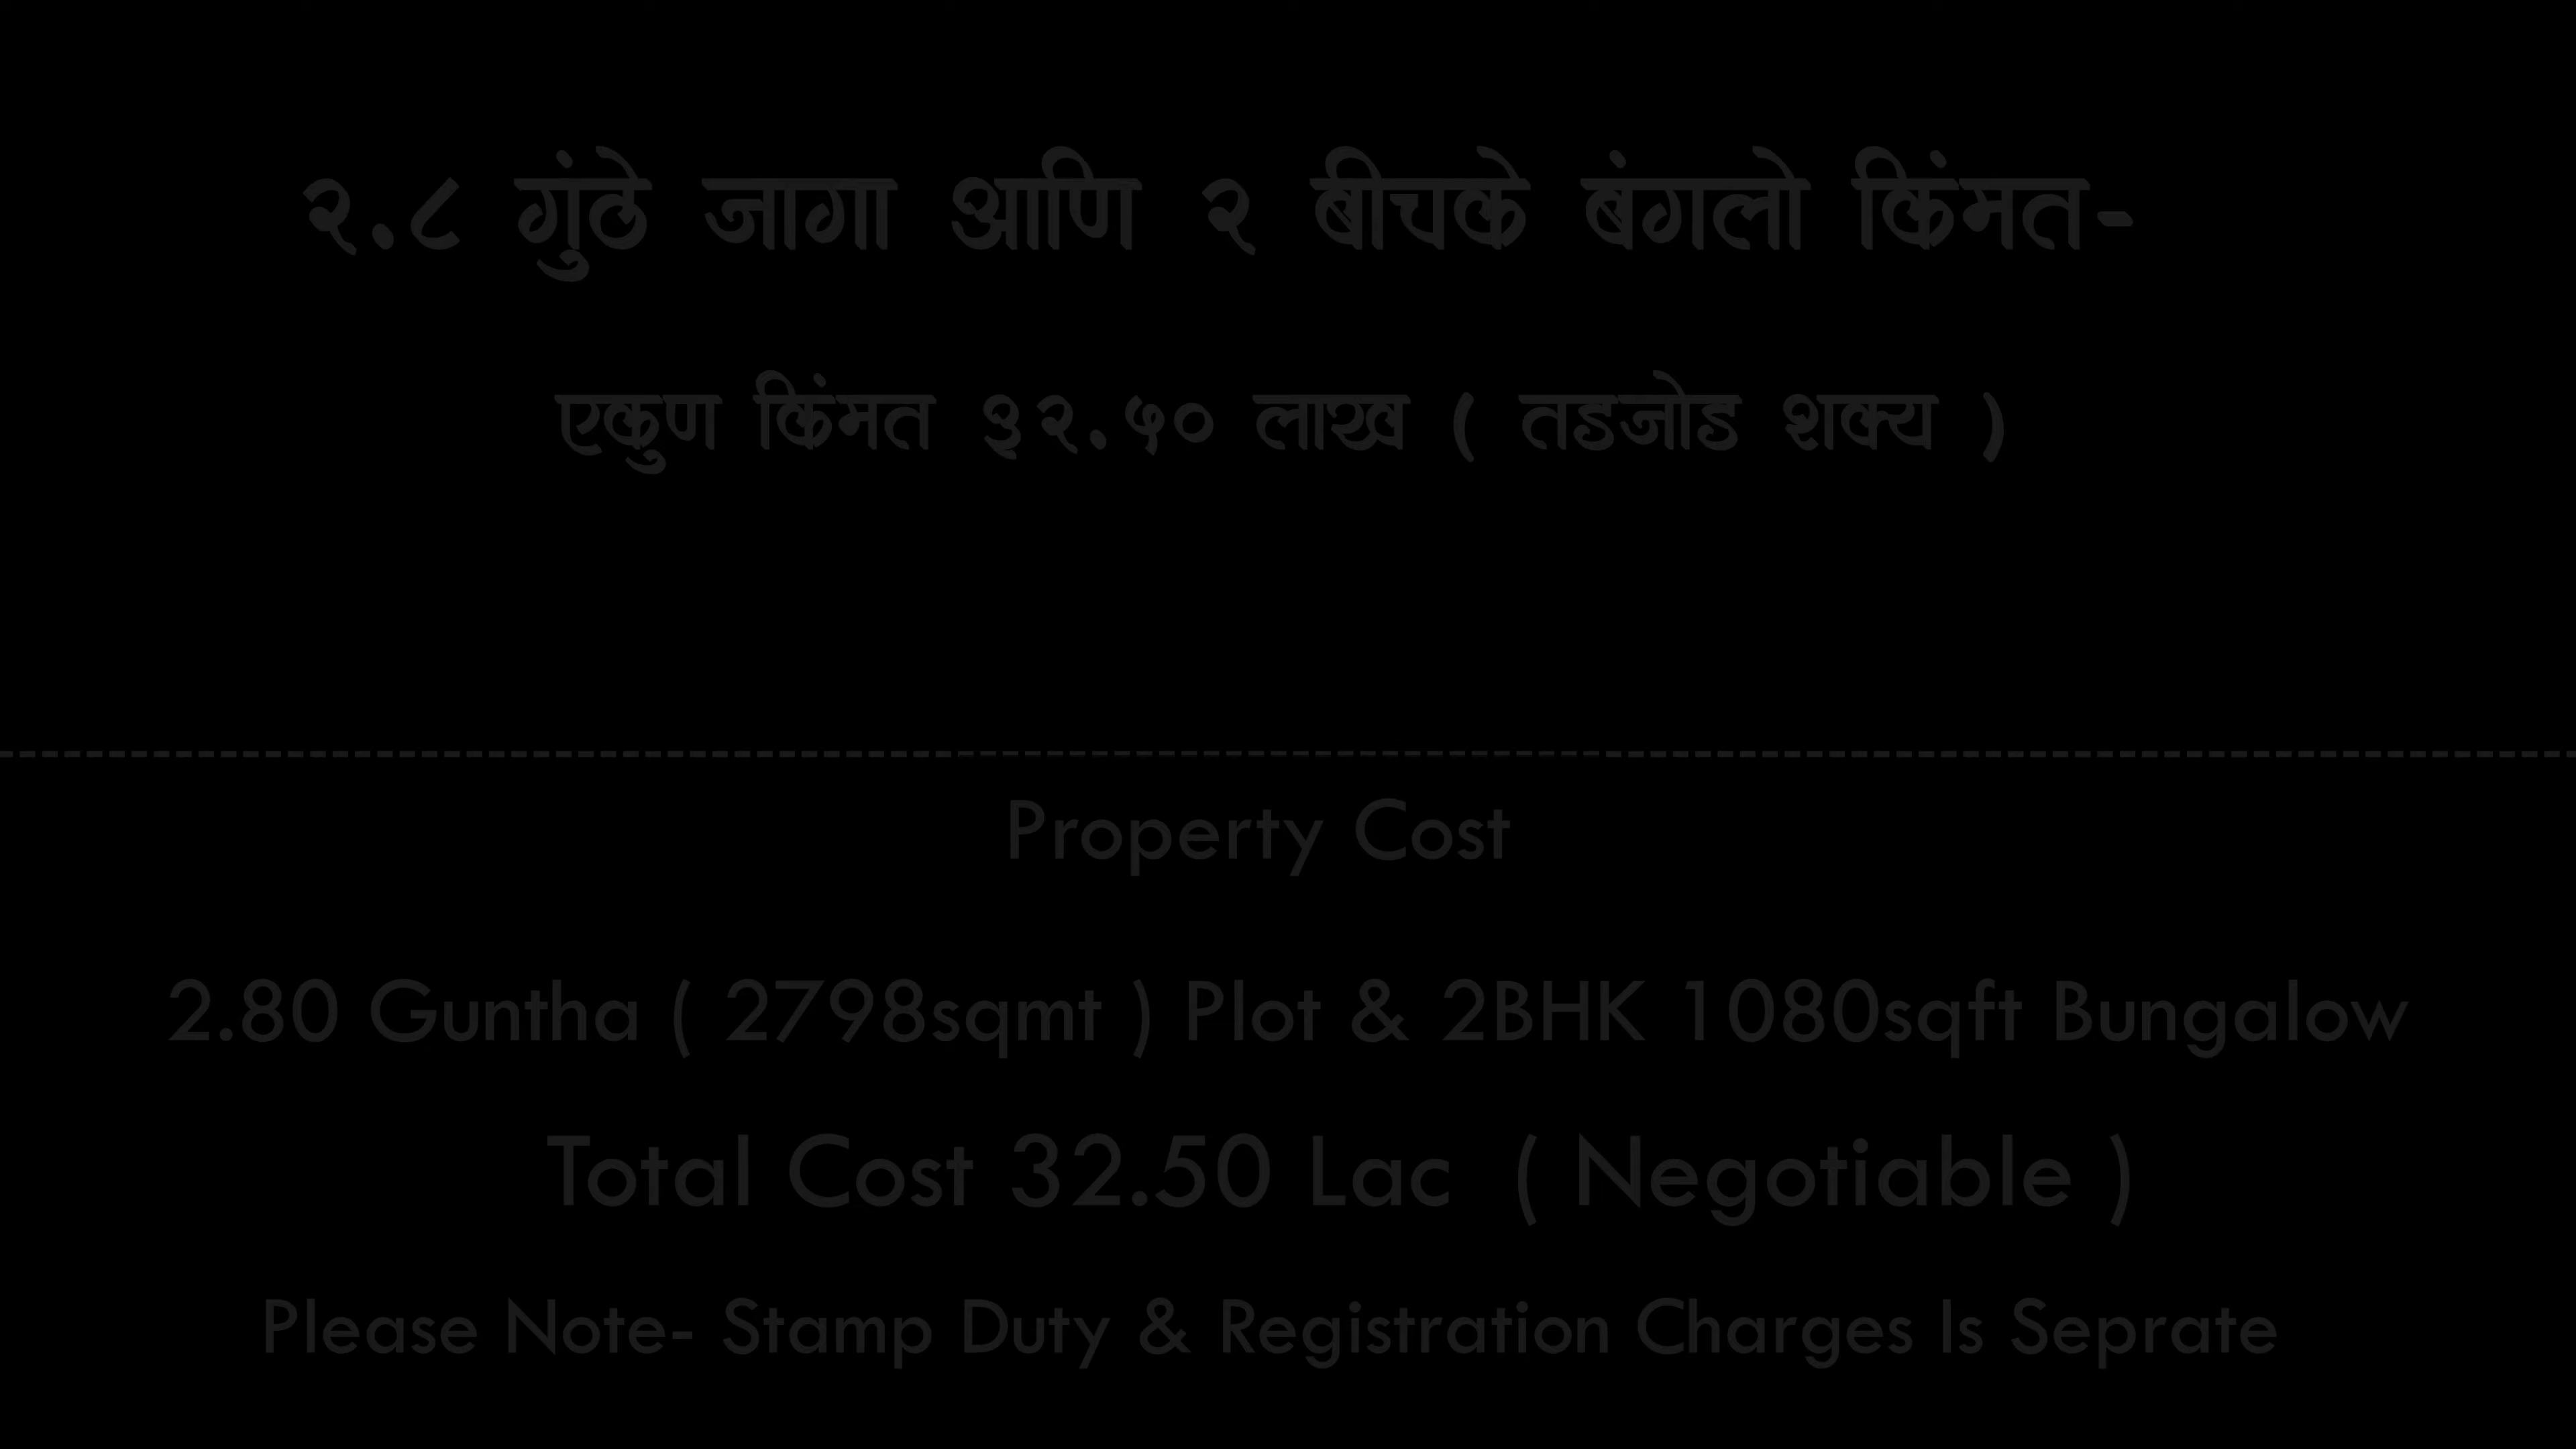 २.८ गुंठे जागा आणि २ बीचके बंगलो किंमत-
एकुण किंमत ३२.५० लाख ( तडजोड शक्य )
Property Cost
2.80 Guntha ( 2798sqmt ) Plot & 2BHK 1080sqft Bungalow
Total Cost 32.50 Lac ( Negotiable )
Please Note- Stamp Duty & Registration Charges Is Seprate